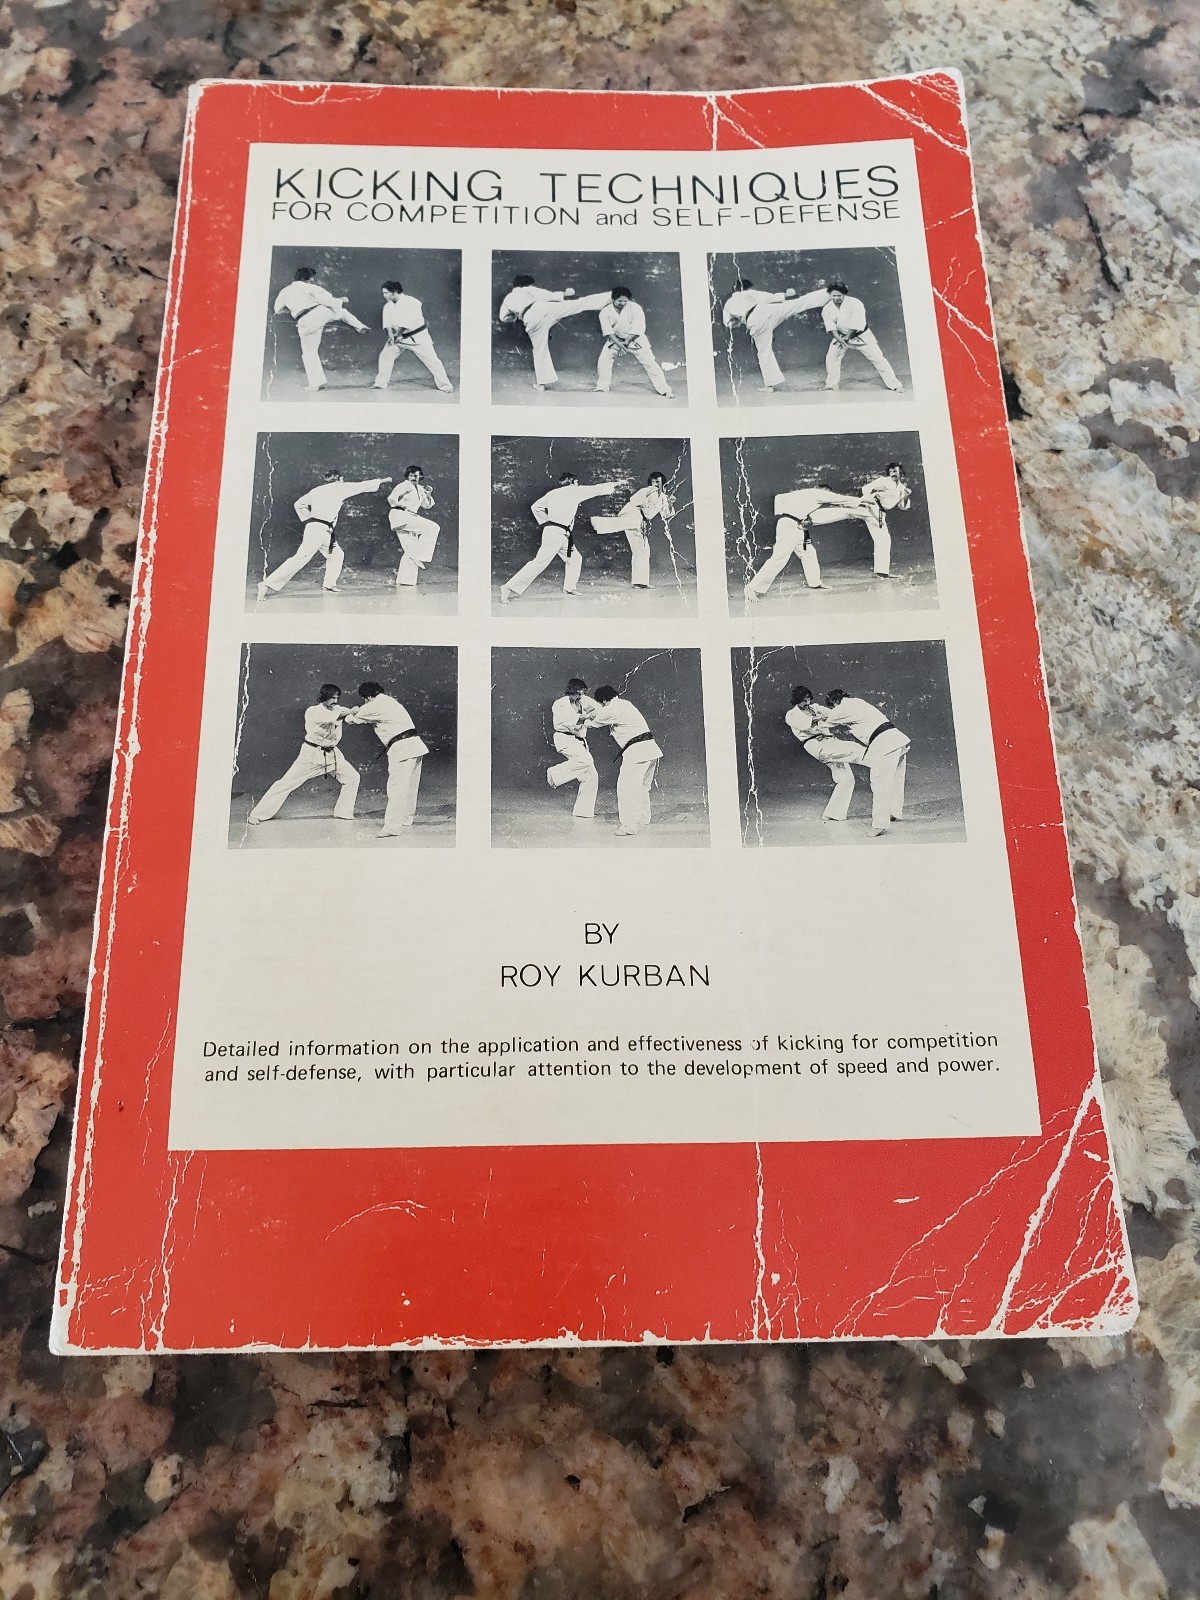 KICKING TECHNIQUES
FOR COMPETITION and SELF-DEFENSE
BY
ROY KURBAN
Detailed information on the application and effectiveness of kicking for competition
and self-defense, with particular attention to the development of speed and power.